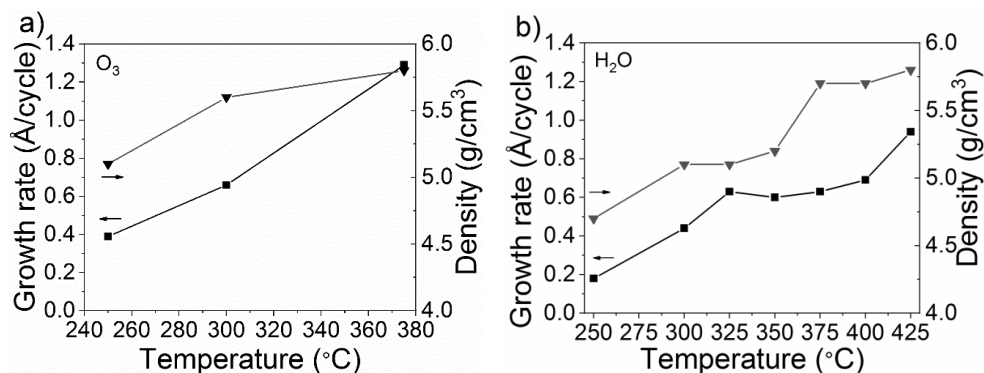 a)
O₃
Growth rate (Å/cycle)
1.4
1.2
1.0
0.8
0.6
0.4
0.2
0.0
6.0
5.5
5.0
4.5
4.0
Density (g/cm³)
240 260 280 300 320 340 360 380
Temperature (°C)
b)
H₂O
Growth rate (Å/cycle)
1.4
1.2
1.0
0.8
0.6
0.4
0.2
0.0
6.0
5.5
5.0
4.5
4.0
Density (g/cm³)
250 300 325 350 375 400 425
Temperature (°C)